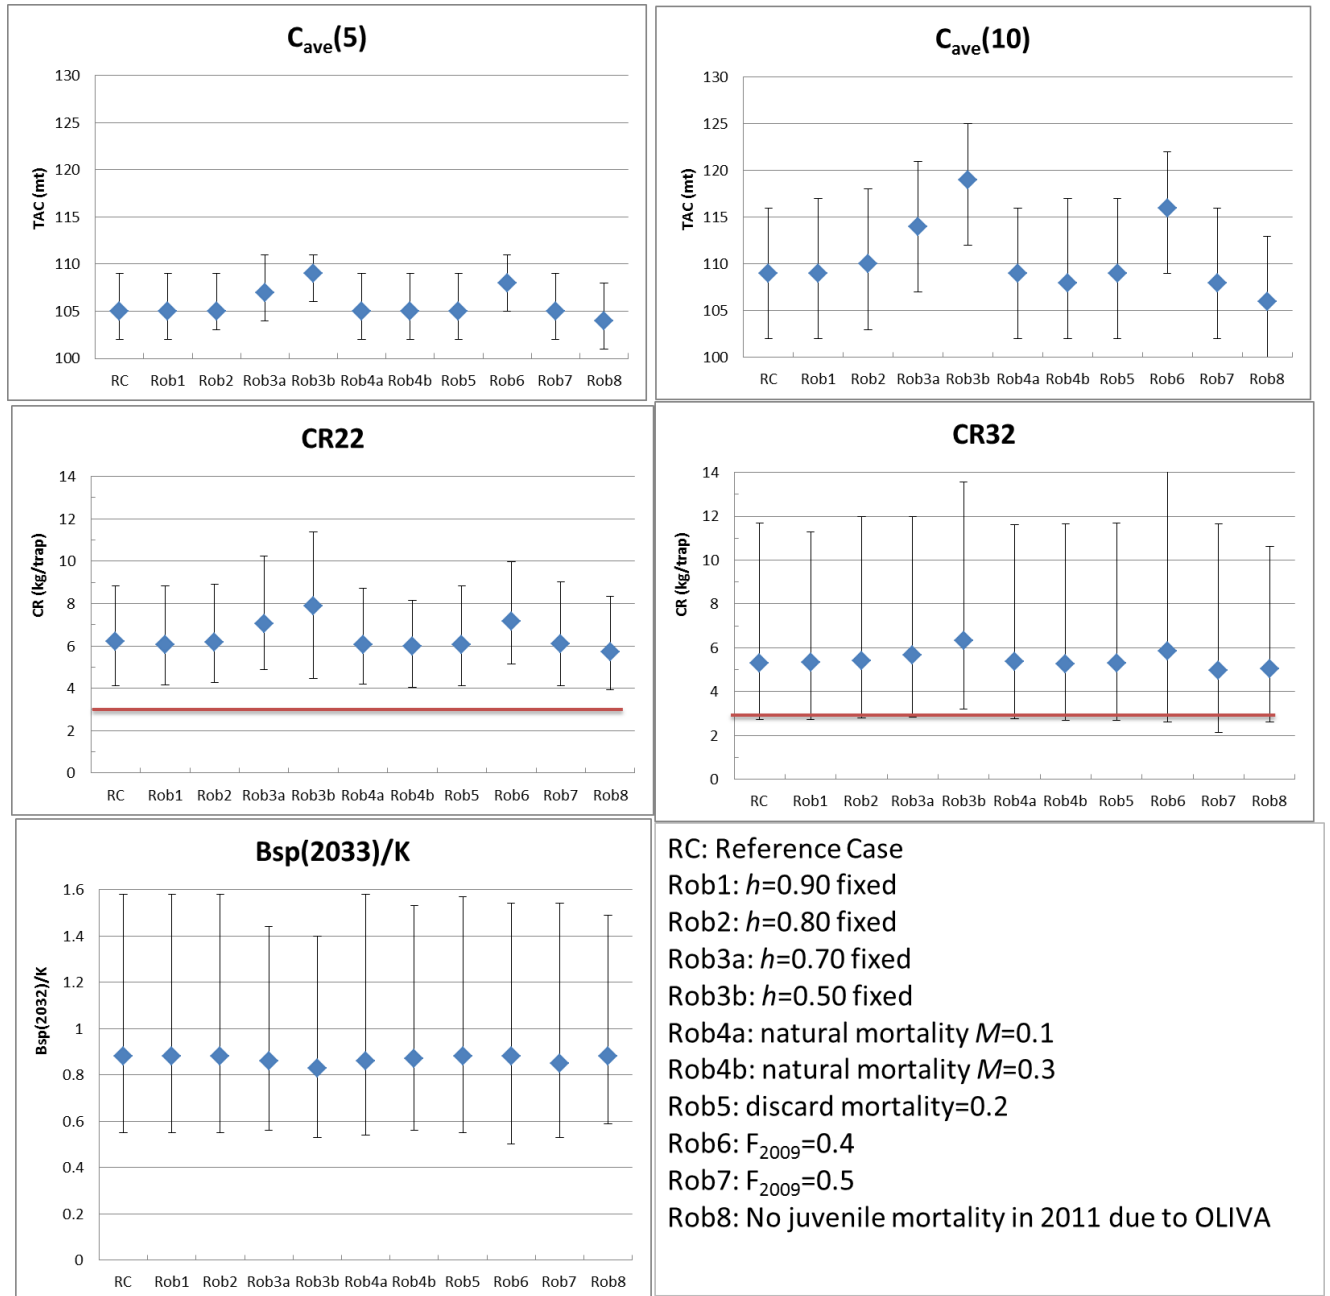 C_ave(5)
TAC (mt)
130
125
120
115
110
105
100
RC Rob1 Rob2 Rob3a Rob3b Rob4a Rob4b Rob5 Rob6 Rob7 Rob8
C_ave(10)
TAC (mt)
130
125
120
115
110
105
100
RC Rob1 Rob2 Rob3a Rob3b Rob4a Rob4b Rob5 Rob6 Rob7 Rob8
CR22
CR (kg/trap)
14
12
10
8
6
4
2
0
RC Rob1 Rob2 Rob3a Rob3b Rob4a Rob4b Rob5 Rob6 Rob7 Rob8
CR32
CR (kg/trap)
14
12
10
8
6
4
2
0
RC Rob1 Rob2 Rob3a Rob3b Rob4a Rob4b Rob5 Rob6 Rob7 Rob8
Bsp(2033)/K
Bsp(2032)/K
1.6
1.4
1.2
1
0.8
0.6
0.4
0.2
0
RC Rob1 Rob2 Rob3a Rob3b Rob4a Rob4b Rob5 Rob6 Rob7 Rob8
RC: Reference Case
Rob1: h=0.90 fixed
Rob2: h=0.80 fixed
Rob3a: h=0.70 fixed
Rob3b: h=0.50 fixed
Rob4a: natural mortality M=0.1
Rob4b: natural mortality M=0.3
Rob5: discard mortality=0.2
Rob6: F_2009=0.4
Rob7: F_2009=0.5
Rob8: No juvenile mortality in 2011 due to OLIVA